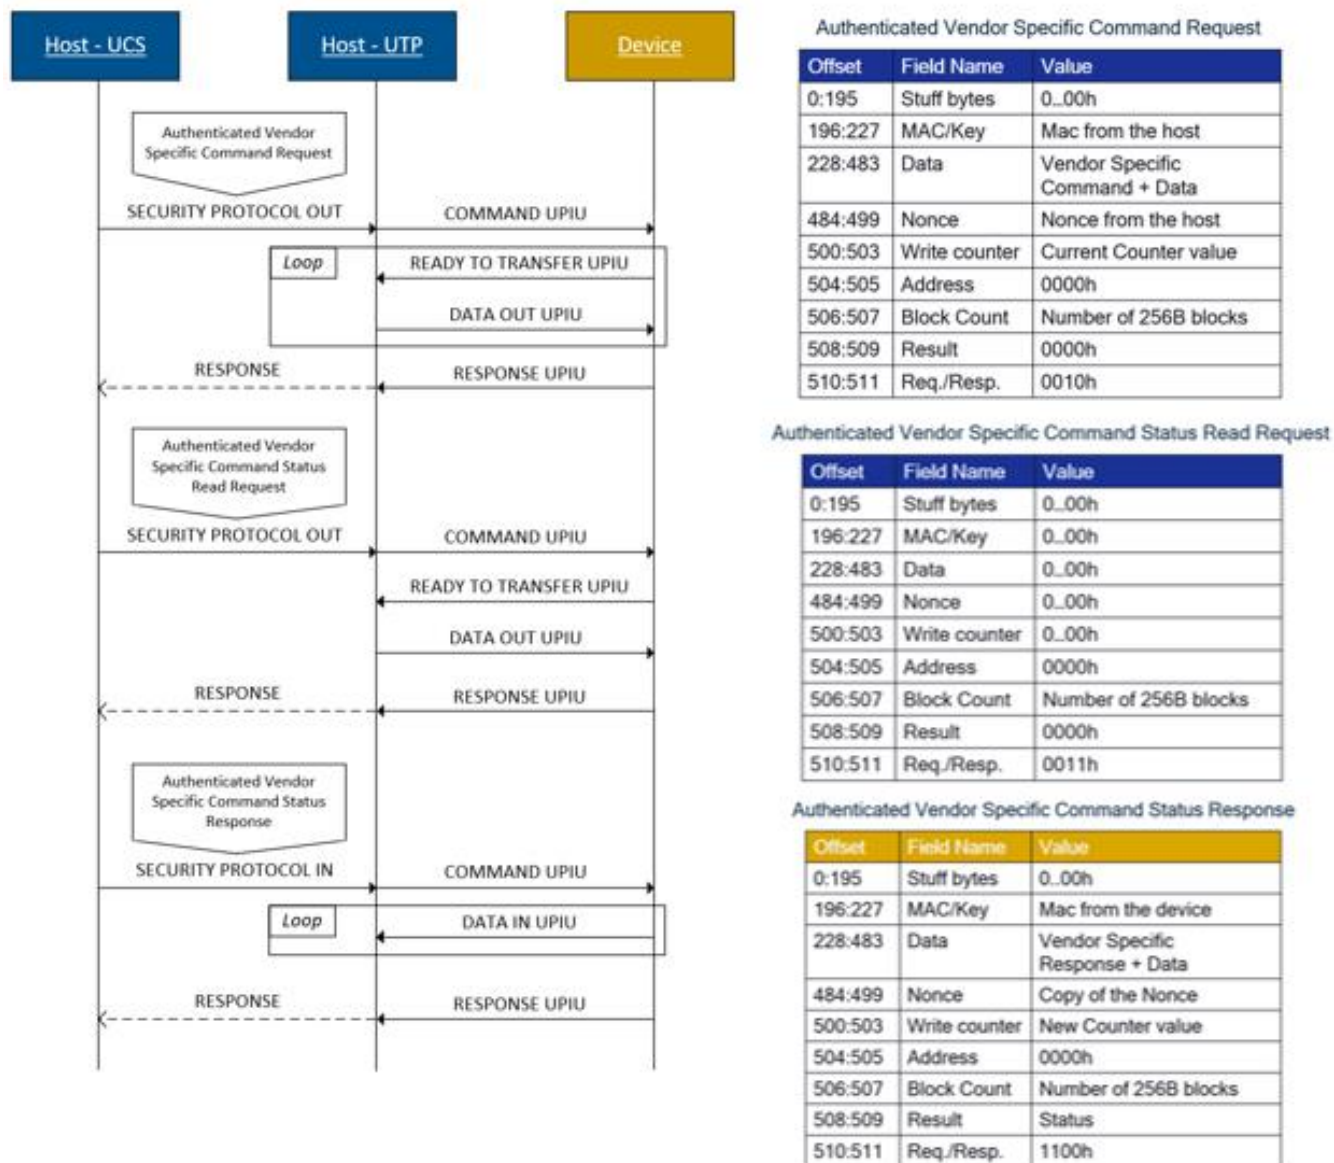 Host - UCS
Host - UTP
Device
Authenticated Vendor
Specific Command Request
SECURITY PROTOCOL OUT
COMMAND UPIU
Loop
READY TO TRANSFER UPIU
DATA OUT UPIU
RESPONSE
RESPONSE UPIU
Authenticated Vendor
Specific Command Status
Read Request
SECURITY PROTOCOL OUT
COMMAND UPIU
READY TO TRANSFER UPIU
DATA OUT UPIU
RESPONSE
RESPONSE UPIU
Authenticated Vendor
Specific Command Status
Response
SECURITY PROTOCOL IN
COMMAND UPIU
Loop
DATA IN UPIU
RESPONSE
RESPONSE UPIU
Authenticated Vendor Specific Command Request
Offset Field Name Value
0:195 Stuff bytes 0...00h
196:227 MAC/Key Mac from the host
228:483 Data Vendor Specific
Command + Data
484:499 Nonce Nonce from the host
500:503 Write counter Current Counter value
504:505 Address 0000h
506:507 Block Count Number of 256B blocks
508:509 Result 0000h
510:511 Req./Resp. 0010h
Authenticated Vendor Specific Command Status Read Request
Offset Field Name Value
0:195 Stuff bytes 0...00h
196:227 MAC/Key 0...00h
228:483 Data 0...00h
484:499 Nonce 0...00h
500:503 Write counter 0...00h
504:505 Address 0000h
506:507 Block Count Number of 256B blocks
508:509 Result 0000h
510:511 Req./Resp. 0011h
Authenticated Vendor Specific Command Status Response
Offset Field Name Value
0:195 Stuff bytes 0...00h
196:227 MAC/Key Mac from the device
228:483 Data Vendor Specific
Response + Data
484:499 Nonce Copy of the Nonce
500:503 Write counter New Counter value
504:505 Address 0000h
506:507 Block Count Number of 256B blocks
508:509 Result Status
510:511 Req./Resp. 1100h